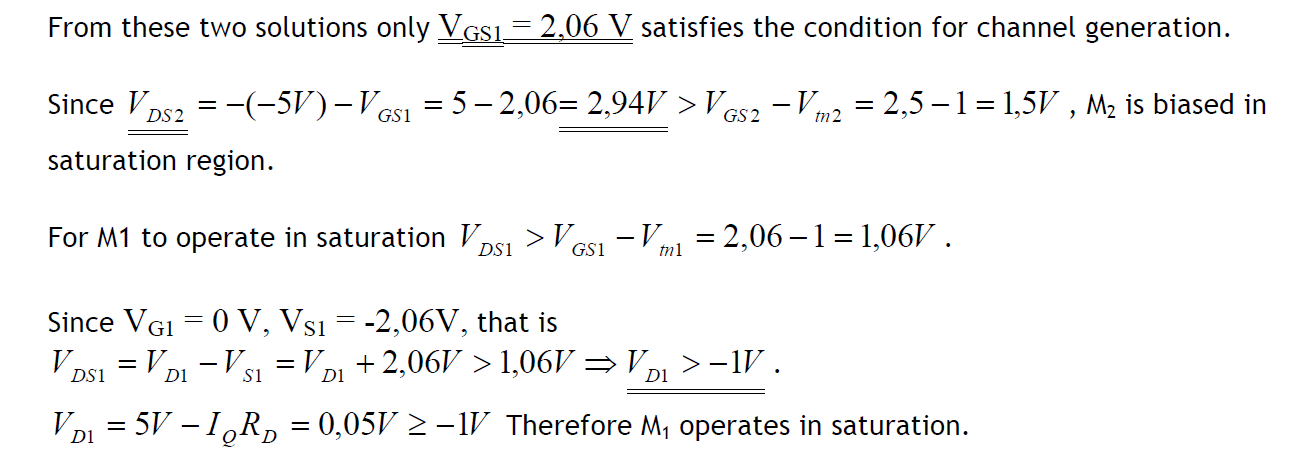 From these two solutions only V_GS1 = 2,06 V satisfies the condition for channel generation.
Since V_DS2 = −(−5V) − V_GS1 = 5 − 2,06 = 2,94V > V_GS2 − V_tn2 = 2,5 − 1 = 1,5V , M₂ is biased in
saturation region.
For M1 to operate in saturation V_DS1 > V_GS1 − V_tn1 = 2,06 − 1 = 1,06V .
Since V_G1 = 0 V, V_S1 = -2,06V, that is
V_DS1 = V_D1 − V_S1 = V_D1 + 2,06V > 1,06V ⇒ V_D1 > −1V .
V_D1 = 5V − I_Q R_D = 0,05V ≥ −1V Therefore M₁ operates in saturation.